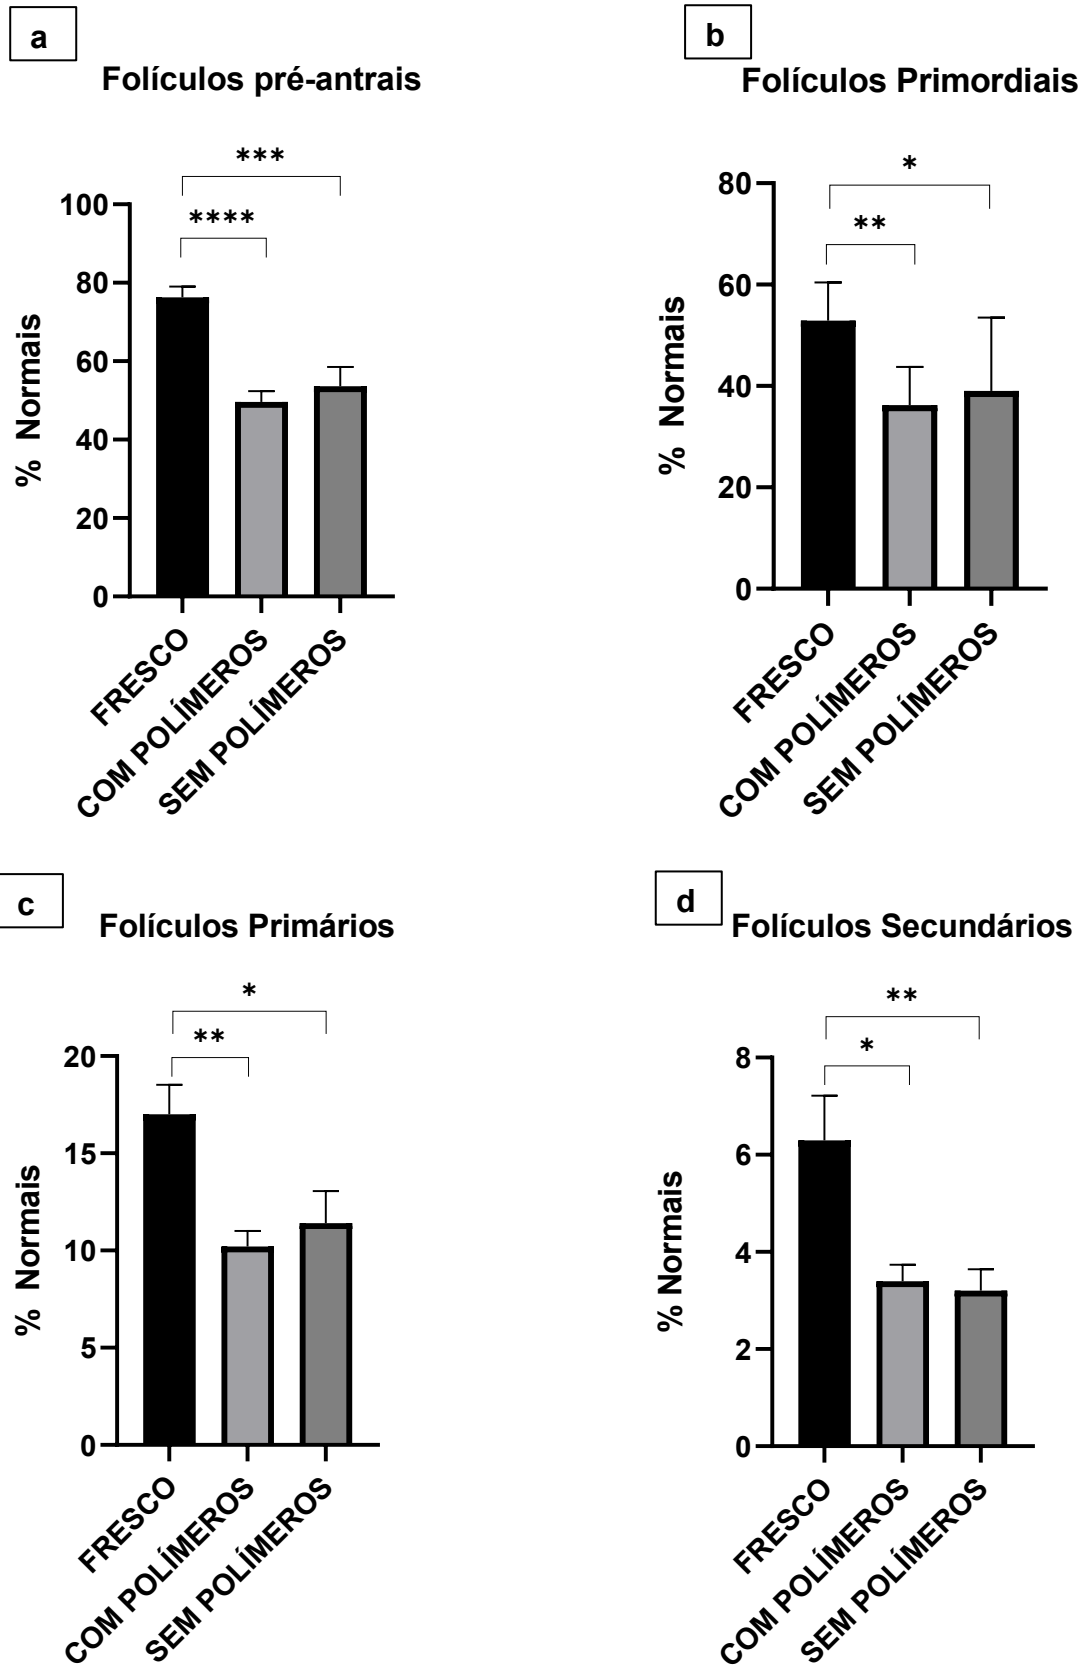 a
Folículos pré-antrais
***
****
% Normais
100
80
60
40
20
0
FRESCO
COM POLÍMEROS
SEM POLÍMEROS
b
Folículos Primordiais
*
**
% Normais
80
60
40
20
0
FRESCO
COM POLÍMEROS
SEM POLÍMEROS
c
Folículos Primários
*
**
% Normais
20
15
10
5
0
FRESCO
COM POLÍMEROS
SEM POLÍMEROS
d
Folículos Secundários
**
*
% Normais
8
6
4
2
0
FRESCO
COM POLÍMEROS
SEM POLÍMEROS